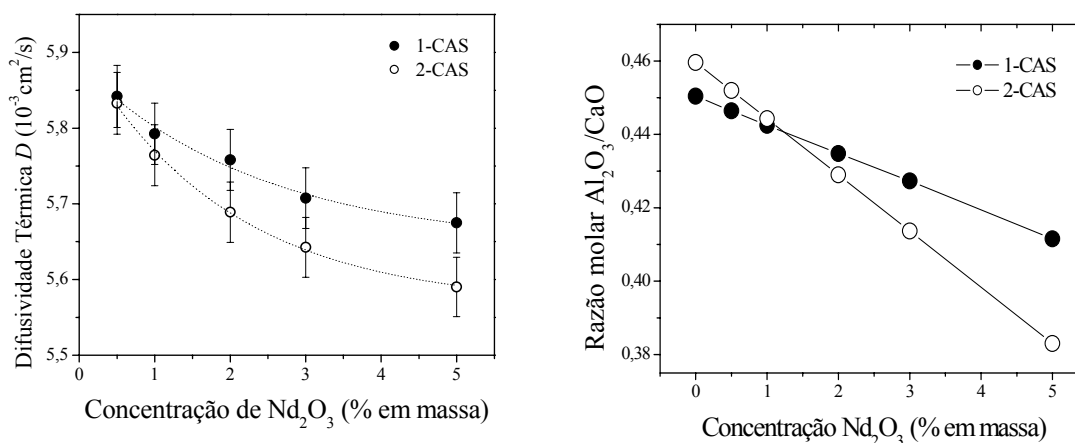 5,9
5,8
5,7
5,6
5,5
Difusividade Térmica D (10⁻³ cm²/s)
1-CAS
2-CAS
0 1 2 3 4 5
Concentração de Nd₂O₃ (% em massa)
0,46
0,44
0,42
0,40
0,38
Razão molar Al₂O₃/CaO
1-CAS
2-CAS
0 1 2 3 4 5
Concentração Nd₂O₃ (% em massa)